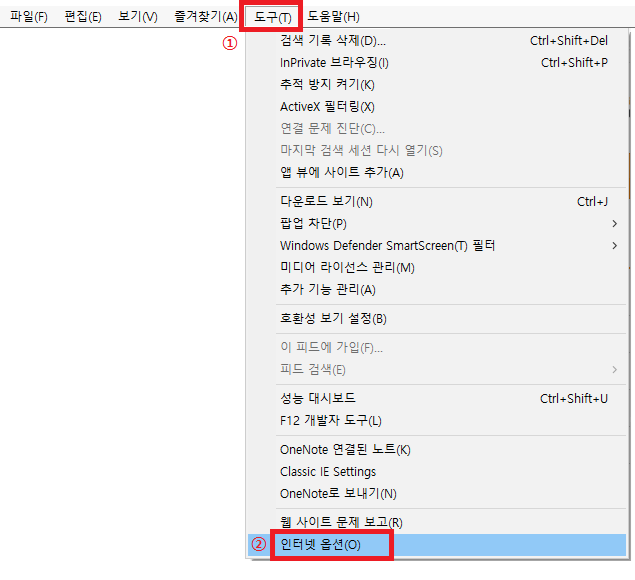 파일(F) 편집(E) 보기(V) 즐겨찾기(A) 도구(T) 도움말(H)
①
검색 기록 삭제(D)... Ctrl+Shift+Del
InPrivate 브라우징(I) Ctrl+Shift+P
추적 방지 켜기(K)
ActiveX 필터링(X)
연결 문제 진단(C)...
마지막 검색 세션 다시 열기(S)
앱 뷰에 사이트 추가(A)
다운로드 보기(N) Ctrl+J
팝업 차단(P)
Windows Defender SmartScreen(T) 필터
미디어 라이선스 관리(M)
추가 기능 관리(A)
호환성 보기 설정(B)
이 피드에 가입(F)...
피드 검색(E)
성능 대시보드 Ctrl+Shift+U
F12 개발자 도구(L)
OneNote 연결된 노트(K)
Classic IE Settings
OneNote로 보내기(N)
웹 사이트 문제 보고(R)
② 인터넷 옵션(O)